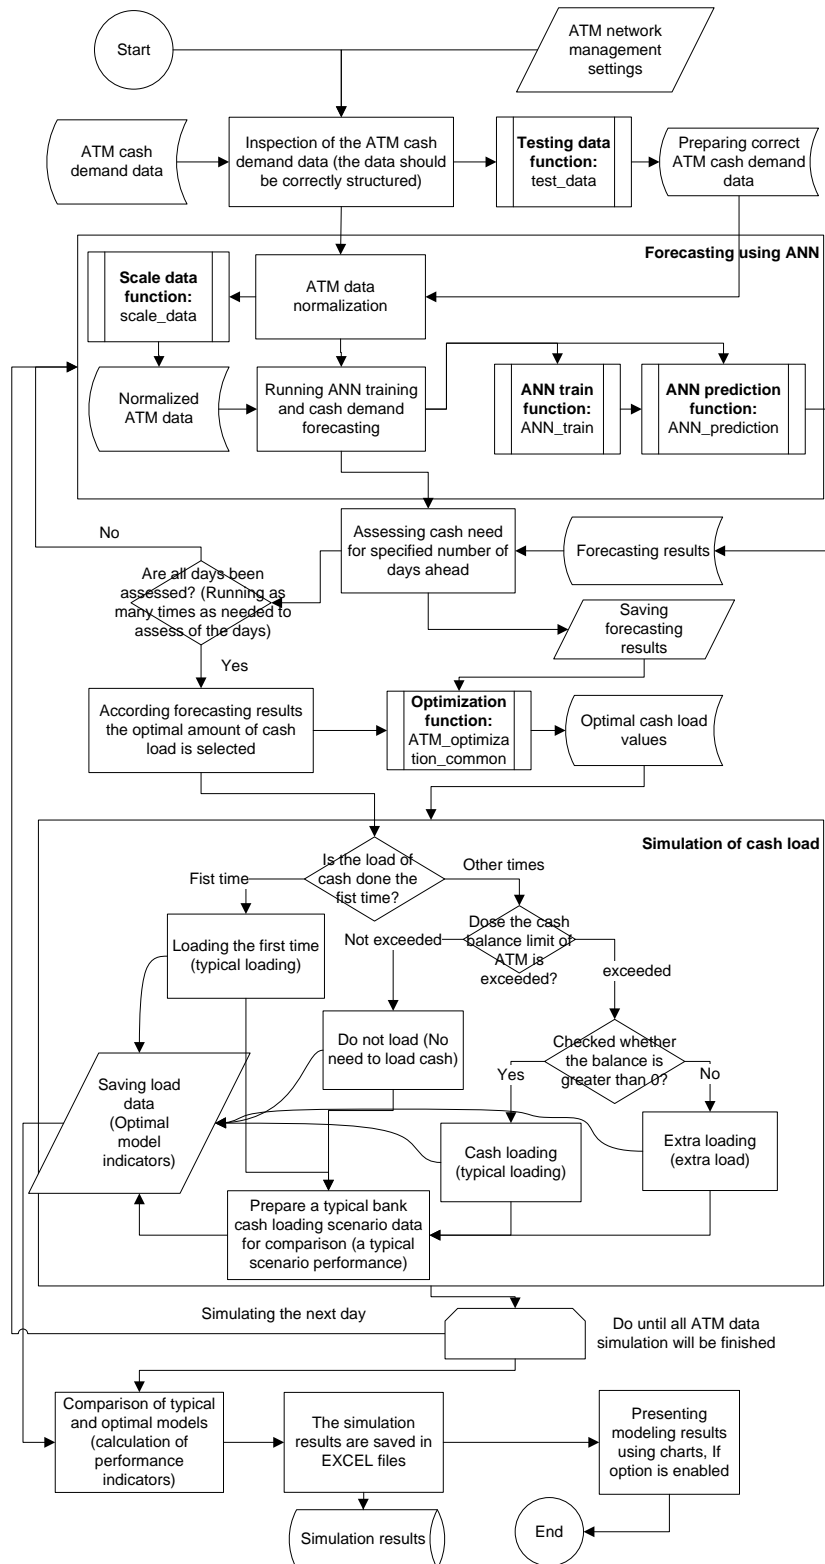 Start
ATM network
management
settings
ATM cash
demand data
Inspection of the ATM cash
demand data (the data should
be correctly structured)
Testing data
function:
test_data
Preparing correct
ATM cash demand
data
Forecasting using ANN
Scale data
function:
scale_data
ATM data
normalization
Normalized
ATM data
Running ANN training
and cash demand
forecasting
ANN train
function:
ANN_train
ANN prediction
function:
ANN_prediction
No
Assessing cash need
for specified number of
days ahead
Forecasting results
Are all days been
assessed? (Running as
many times as needed to
assess of the days)
Saving
forecasting
results
Yes
According forecasting results
the optimal amount of cash
load is selected
Optimization
function:
ATM_optimiza
tion_common
Optimal cash load
values
Simulation of cash load
Is the load of
cash done the
fist time?
Fist time
Other times
Loading the first time
(typical loading)
Not exceeded
Dose the cash
balance limit of
ATM is
exceeded?
exceeded
Do not load (No
need to load cash)
Checked whether
the balance is
greater than 0?
Yes
No
Saving load
data
(Optimal
model
indicators)
Cash loading
(typical loading)
Extra loading
(extra load)
Prepare a typical bank
cash loading scenario data
for comparison (a typical
scenario performance)
Simulating the next day
Do until all ATM data
simulation will be finished
Comparison of typical
and optimal models
(calculation of
performance
indicators)
The simulation
results are saved in
EXCEL files
Presenting
modeling results
using charts, If
option is enabled
Simulation results
End